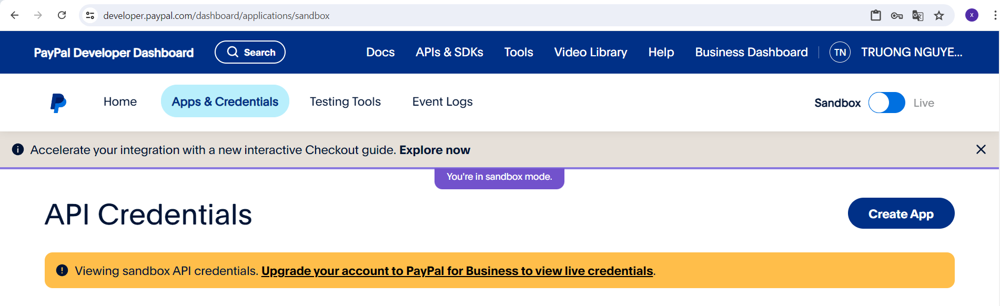 developer.paypal.com/dashboard/applications/sandbox
X
PayPal Developer Dashboard Search Docs APIs & SDKs Tools Video Library Help Business Dashboard TN TRUONG NGUYE...
Home Apps & Credentials Testing Tools Event Logs Sandbox Live
Accelerate your integration with a new interactive Checkout guide. Explore now
You're in sandbox mode.
API Credentials Create App
Viewing sandbox API credentials. Upgrade your account to PayPal for Business to view live credentials.